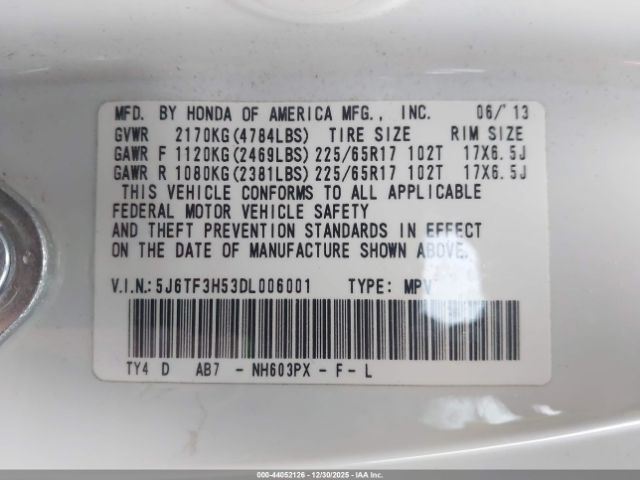 MFD. BY HONDA OF AMERICA MFG., INC. 06/'13
GVWR 2170KG(4784LBS) TIRE SIZE RIM SIZE
GAWR F 1120KG(2469LBS) 225/65R17 102T 17X6.5J
GAWR R 1080KG(2381LBS) 225/65R17 102T 17X6.5J
THIS VEHICLE CONFORMS TO ALL APPLICABLE
FEDERAL MOTOR VEHICLE SAFETY
AND THEFT PREVENTION STANDARDS IN EFFECT
ON THE DATE OF MANUFACTURE SHOWN ABOVE.
V.I.N.: 5J6TF3H53DL006001 TYPE: MPV
TY4 D AB7 - NH603PX - F - L
000-44052126 - 12/30/2025 - IAAI.com - Copart